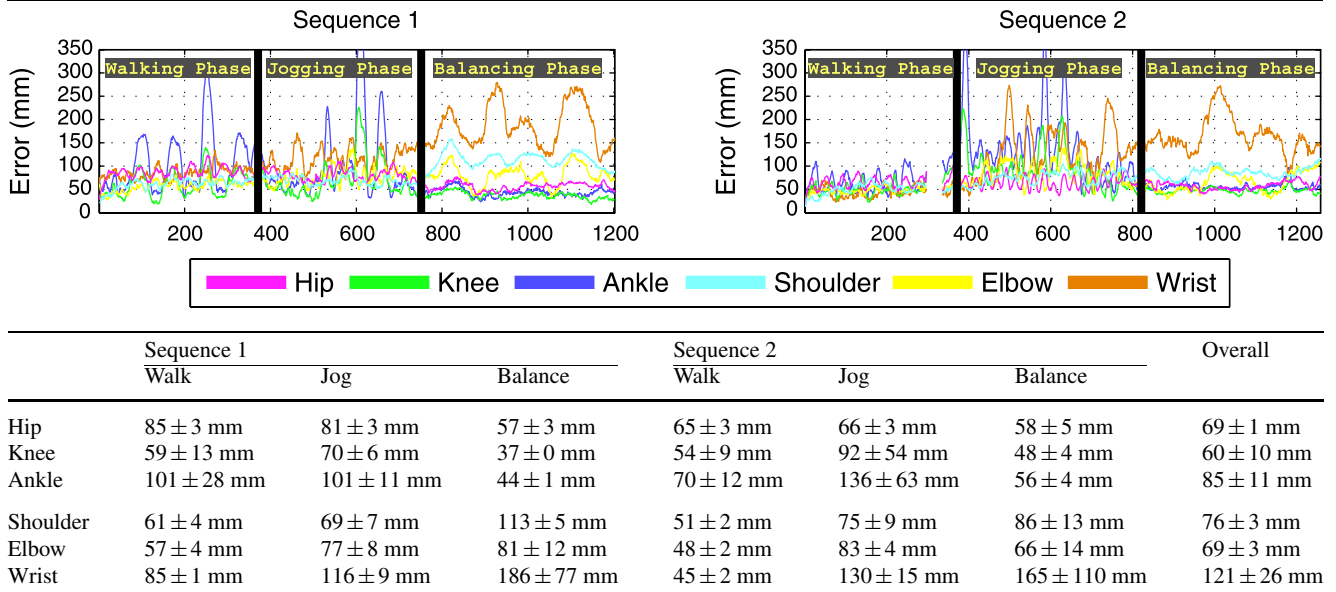 Sequence 1
Sequence 2
350
300
250
200
150
100
50
0
Error (mm)
Walking Phase
Jogging Phase
Balancing Phase
200 400 600 800 1000 1200
350
300
250
200
150
100
50
0
Error (mm)
Walking Phase
Jogging Phase
Balancing Phase
200 400 600 800 1000 1200
Hip Knee Ankle Shoulder Elbow Wrist
Sequence 1 Sequence 2 Overall
Walk Jog Balance Walk Jog Balance
Hip 85 ± 3 mm 81 ± 3 mm 57 ± 3 mm 65 ± 3 mm 66 ± 3 mm 58 ± 5 mm 69 ± 1 mm
Knee 59 ± 13 mm 70 ± 6 mm 37 ± 0 mm 54 ± 9 mm 92 ± 54 mm 48 ± 4 mm 60 ± 10 mm
Ankle 101 ± 28 mm 101 ± 11 mm 44 ± 1 mm 70 ± 12 mm 136 ± 63 mm 56 ± 4 mm 85 ± 11 mm
Shoulder 61 ± 4 mm 69 ± 7 mm 113 ± 5 mm 51 ± 2 mm 75 ± 9 mm 86 ± 13 mm 76 ± 3 mm
Elbow 57 ± 4 mm 77 ± 8 mm 81 ± 12 mm 48 ± 2 mm 83 ± 4 mm 66 ± 14 mm 69 ± 3 mm
Wrist 85 ± 1 mm 116 ± 9 mm 186 ± 77 mm 45 ± 2 mm 130 ± 15 mm 165 ± 110 mm 121 ± 26 mm